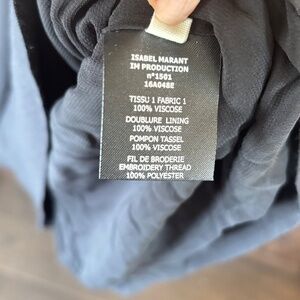 ISABEL MARANT
IM PRODUCTION
n°1501
16A048E
TISSU 1 FABRIC 1
100% VISCOSE
DOUBLURE LINING
100% VISCOSE
POMPON TASSEL
100% VISCOSE
FIL DE BRODERIE
EMBROIDERY THREAD
100% POLYESTER